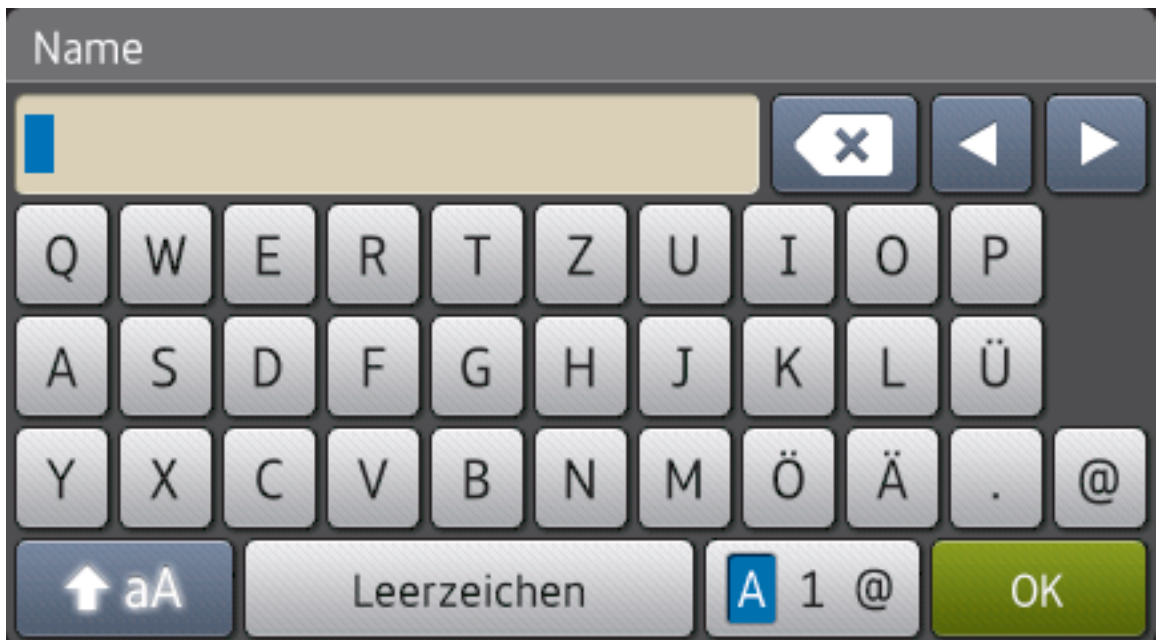 Name
Q W E R T Z U I O P
A S D F G H J K L Ü
Y X C V B N M Ö Ä . @
aA Leerzeichen A 1 @ OK